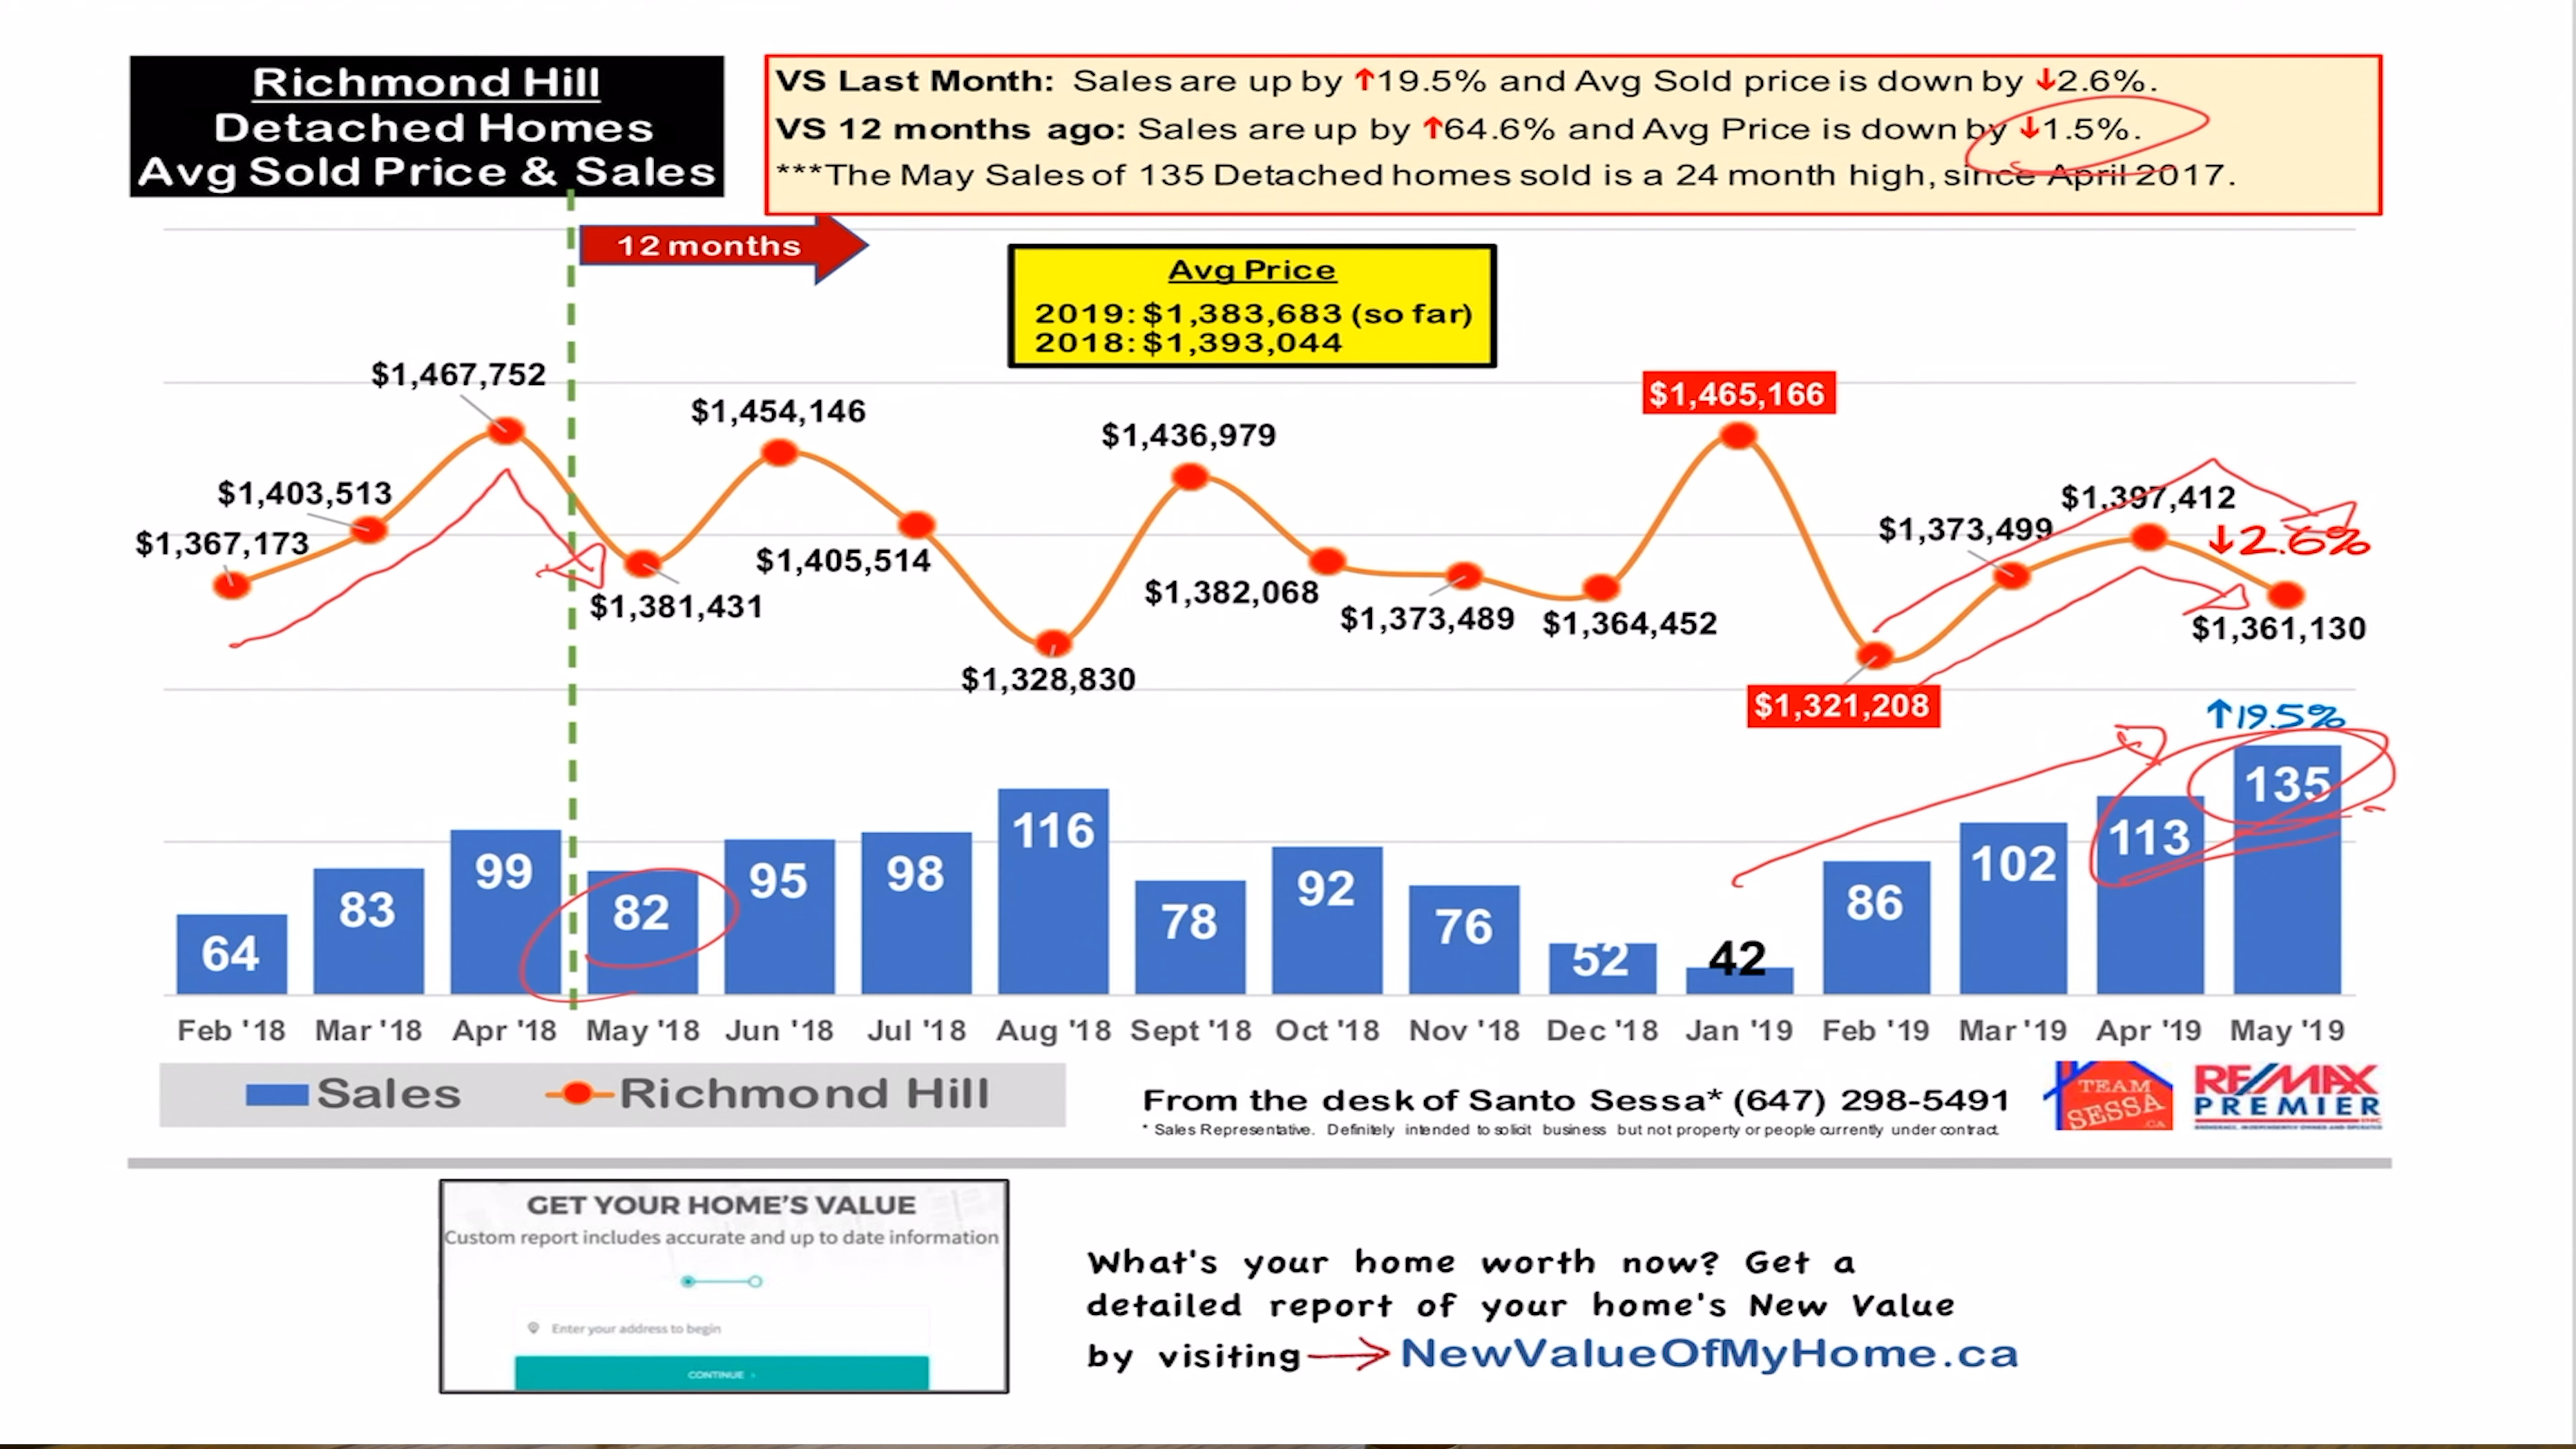 Richmond Hill
Detached Homes
Avg Sold Price & Sales
VS Last Month: Sales are up by ↑19.5% and Avg Sold price is down by ↓2.6%.
VS 12 months ago: Sales are up by ↑64.6% and Avg Price is down by ↓1.5%.
***The May Sales of 135 Detached homes sold is a 24 month high, since April 2017.
12 months
Avg Price
2019: $1,383,683 (so far)
2018: $1,393,044
$1,367,173
$1,403,513
$1,467,752
$1,381,431
$1,454,146
$1,405,514
$1,328,830
$1,436,979
$1,382,068
$1,373,489
$1,364,452
$1,465,166
$1,321,208
$1,373,499
$1,397,412
↓2.6%
$1,361,130
↑19.5%
64
83
99
82
95
98
116
78
92
76
52
42
86
102
113
135
Feb '18 Mar '18 Apr '18 May '18 Jun '18 Jul '18 Aug '18 Sept '18 Oct '18 Nov '18 Dec '18 Jan '19 Feb '19 Mar '19 Apr '19 May '19
Sales Richmond Hill
From the desk of Santo Sessa* (647) 298-5491
* Sales Representative. Definitely intended to solicit business but not property or people currently under contract.
TEAM
SESSA
.CA
RE/MAX
PREMIER
GET YOUR HOME'S VALUE
Custom report includes accurate and up to date information
Enter your address to begin
CONTINUE
What's your home worth now? Get a
detailed report of your home's New Value
by visiting NewValueOfMyHome.ca